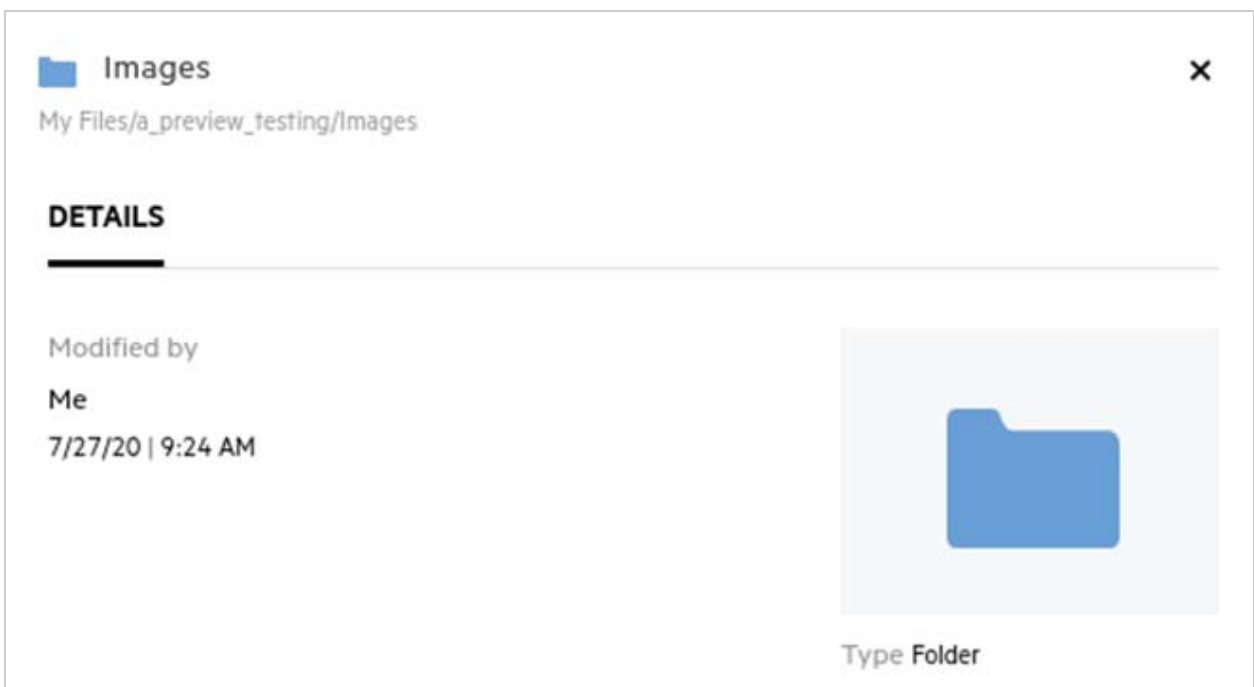 Images
My Files/a_preview_testing/Images
DETAILS
Modified by
Me
7/27/20 | 9:24 AM
Type Folder